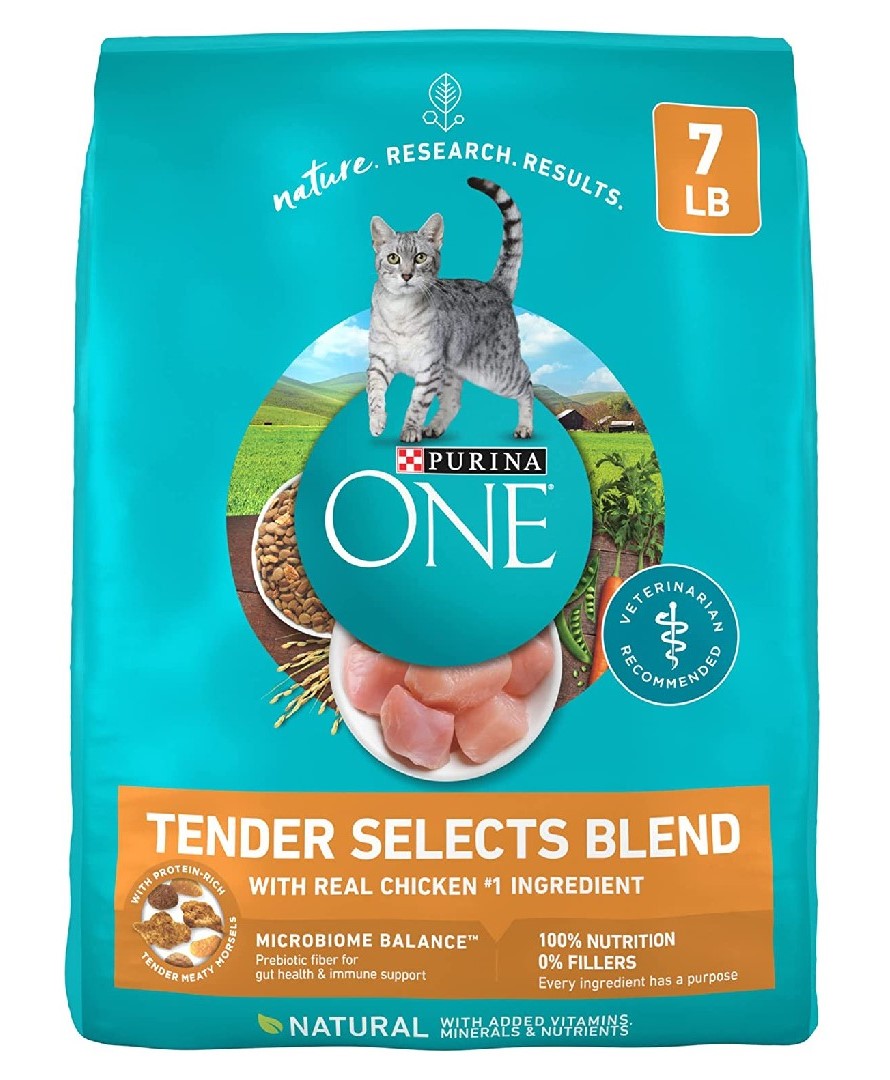 nature. RESEARCH. RESULTS.
7
LB
PURINA
ONE®
VETERINARIAN
RECOMMENDED
TENDER SELECTS BLEND
WITH REAL CHICKEN #1 INGREDIENT
WITH PROTEIN-RICH
TENDER MEATY MORSELS
MICROBIOME BALANCE™
Prebiotic fiber for
gut health & immune support
100% NUTRITION
0% FILLERS
Every ingredient has a purpose
NATURAL
WITH ADDED VITAMINS,
MINERALS & NUTRIENTS